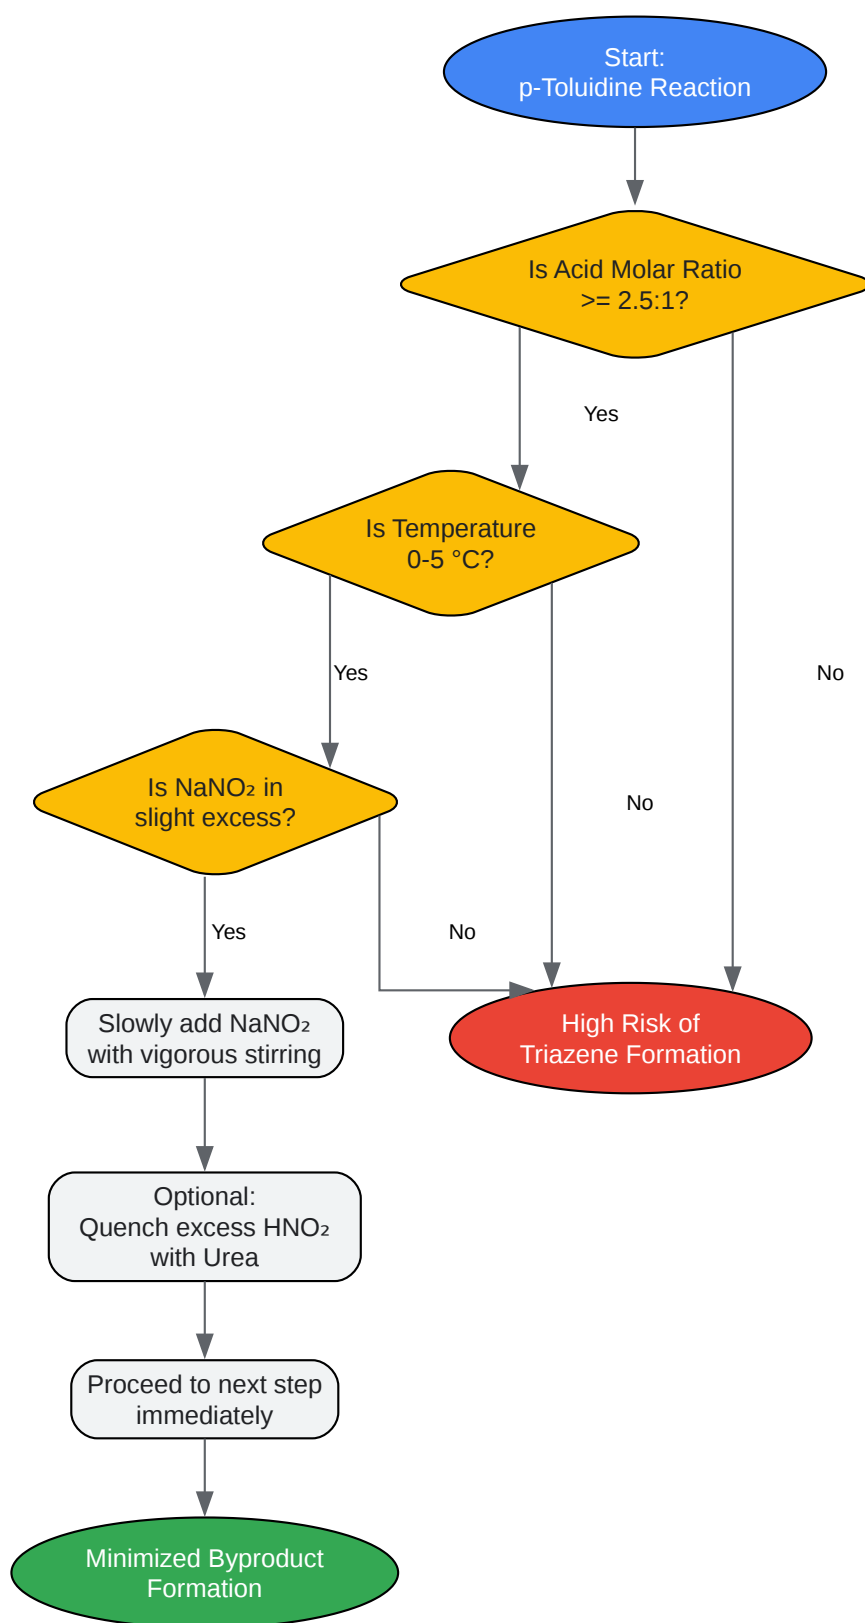 Start:
p-Toluidine Reaction
Is Acid Molar Ratio
>= 2.5:1?
Yes
Is Temperature
0-5 °C?
Yes
No
Is NaNO₂ in
slight excess?
No
Yes
No
Slowly add NaNO₂
with vigorous stirring
High Risk of
Triazene Formation
Optional:
Quench excess HNO₂
with Urea
Proceed to next step
immediately
Minimized Byproduct
Formation